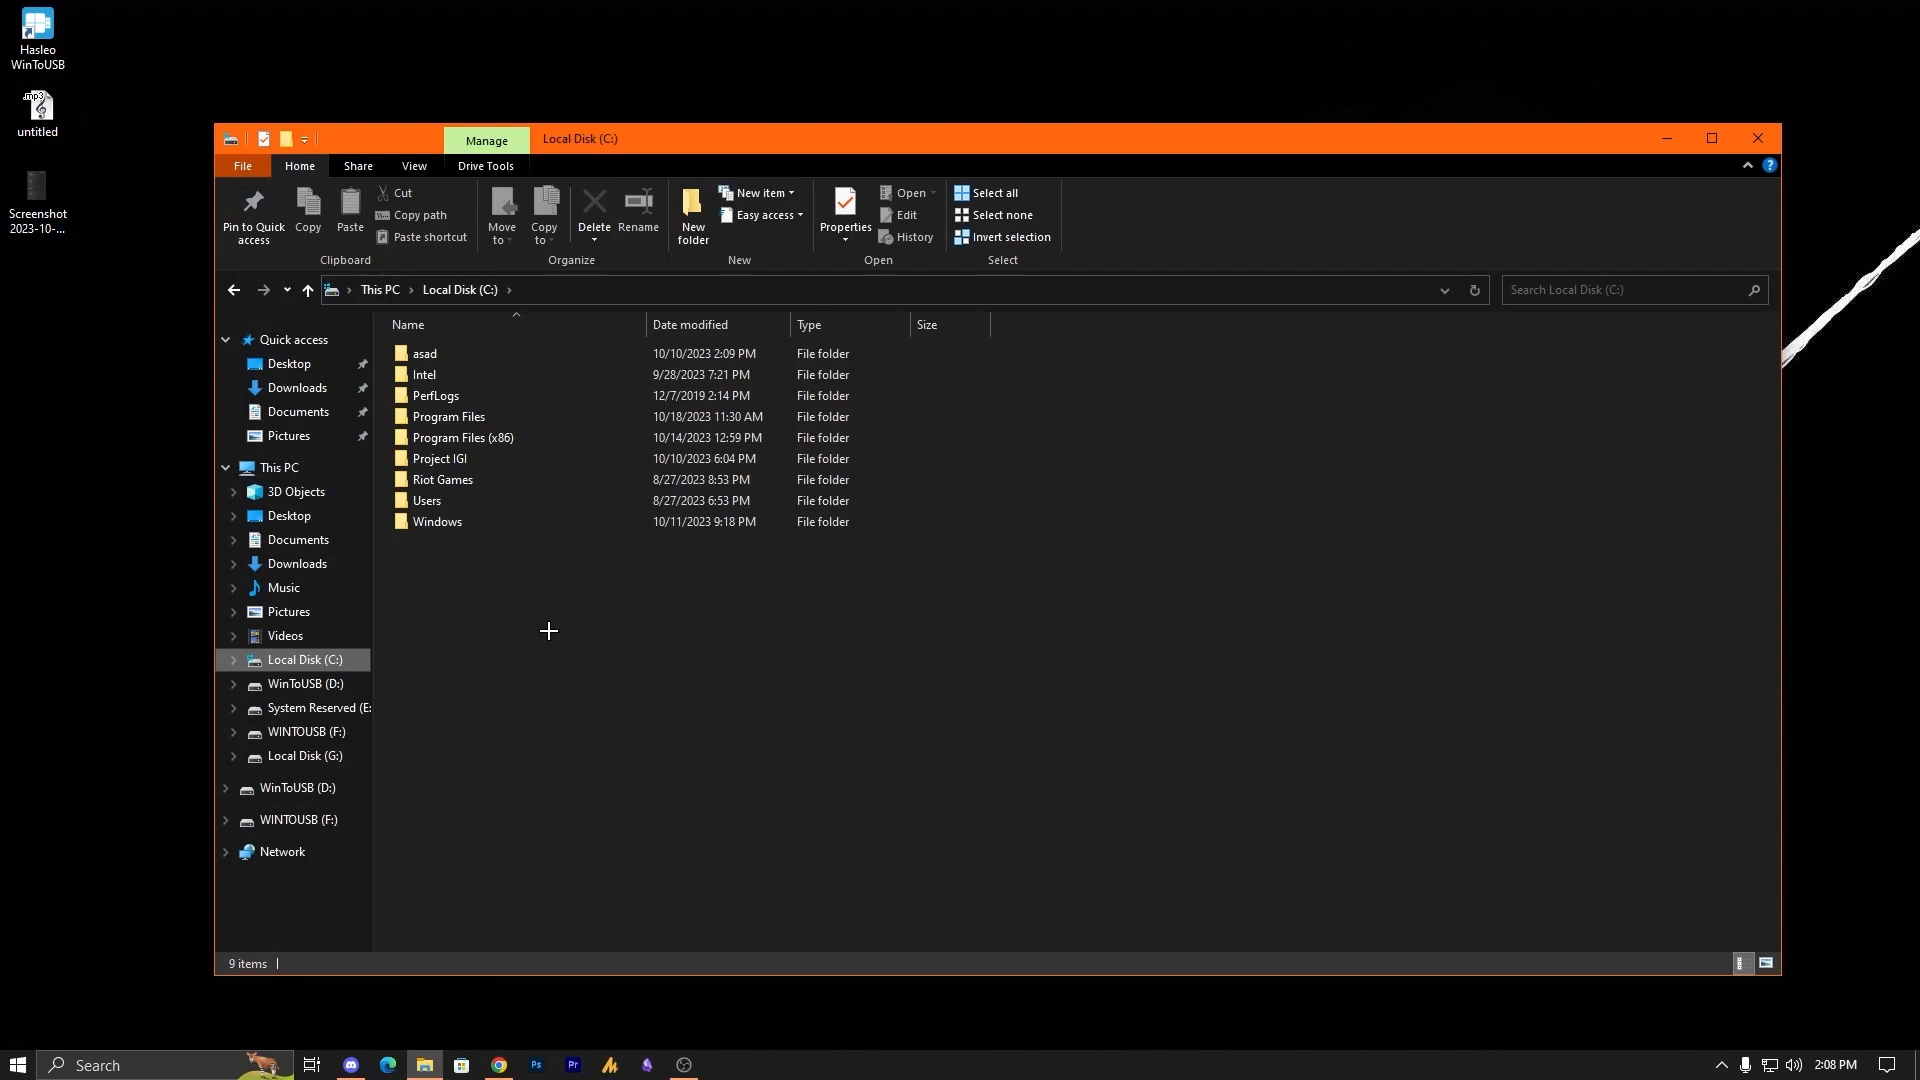 Hasleo
WinToUSB
.mp3
untitled
Screenshot
2023-10-...
Manage
Local Disk (C:)
File
Home
Share
View
Drive Tools
Pin to Quick
access
Copy
Paste
Cut
Copy path
Paste shortcut
Clipboard
Move
to
Copy
to
Delete
Rename
Organize
New
folder
New item
Easy access
New
Properties
Open
Edit
History
Open
Select all
Select none
Invert selection
Select
This PC
Local Disk (C:)
Search Local Disk (C:)
Quick access
Desktop
Downloads
Documents
Pictures
This PC
3D Objects
Desktop
Documents
Downloads
Music
Pictures
Videos
Local Disk (C:)
WinToUSB (D:)
System Reserved (E:
WINTOUSB (F:)
Local Disk (G:)
WinToUSB (D:)
WINTOUSB (F:)
Network
Name Date modified Type Size
asad 10/10/2023 2:09 PM File folder
Intel 9/28/2023 7:21 PM File folder
PerfLogs 12/7/2019 2:14 PM File folder
Program Files 10/18/2023 11:30 AM File folder
Program Files (x86) 10/14/2023 12:59 PM File folder
Project IGI 10/10/2023 6:04 PM File folder
Riot Games 8/27/2023 8:53 PM File folder
Users 8/27/2023 6:53 PM File folder
Windows 10/11/2023 9:18 PM File folder
9 items
Search
Ps
Pr
2:08 PM